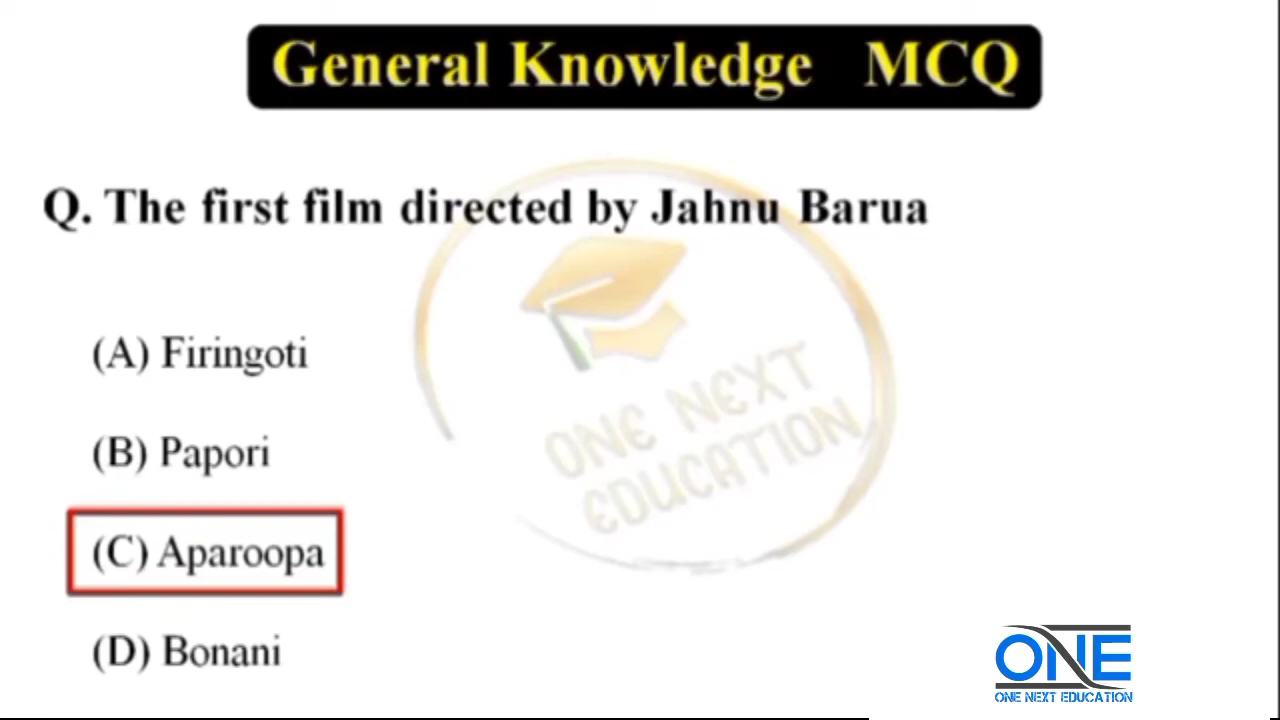 General Knowledge MCQ
Q. The first film directed by Jahnu Barua
(A) Firingoti
(B) Papori
(C) Aparoopa
(D) Bonani
ONE NEXT
EDUCATION
ONE
ONE NEXT EDUCATION